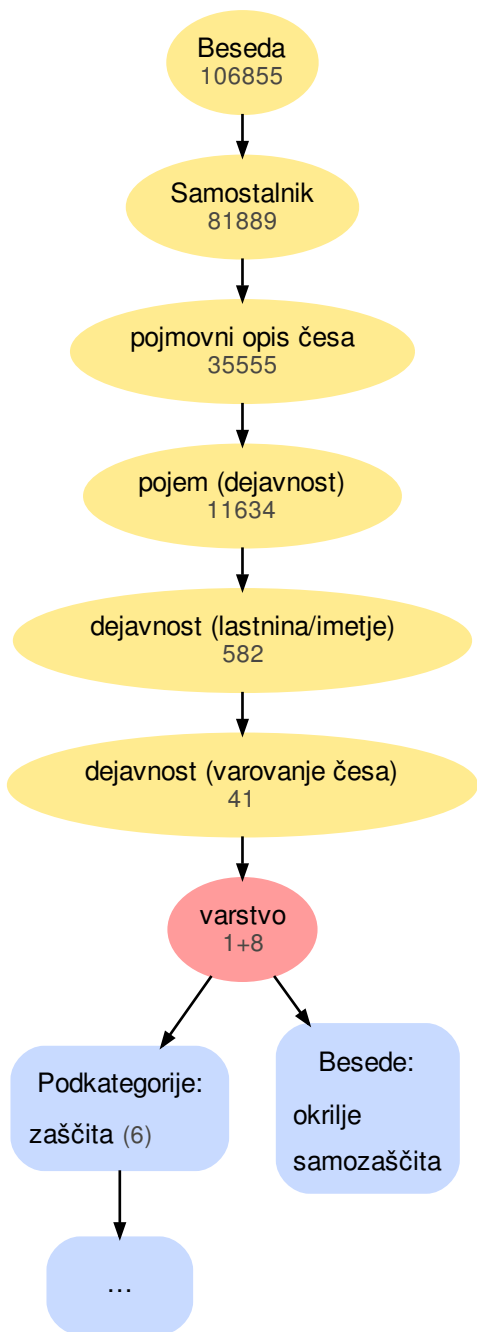 Beseda
106855
Samostalnik
81889
pojmovni opis česa
35555
pojem (dejavnost)
11634
dejavnost (lastnina/imetje)
582
dejavnost (varovanje česa)
41
varstvo
1+8
Podkategorije:
zaščita (6)
Besede:
okrilje
samozaščita
...